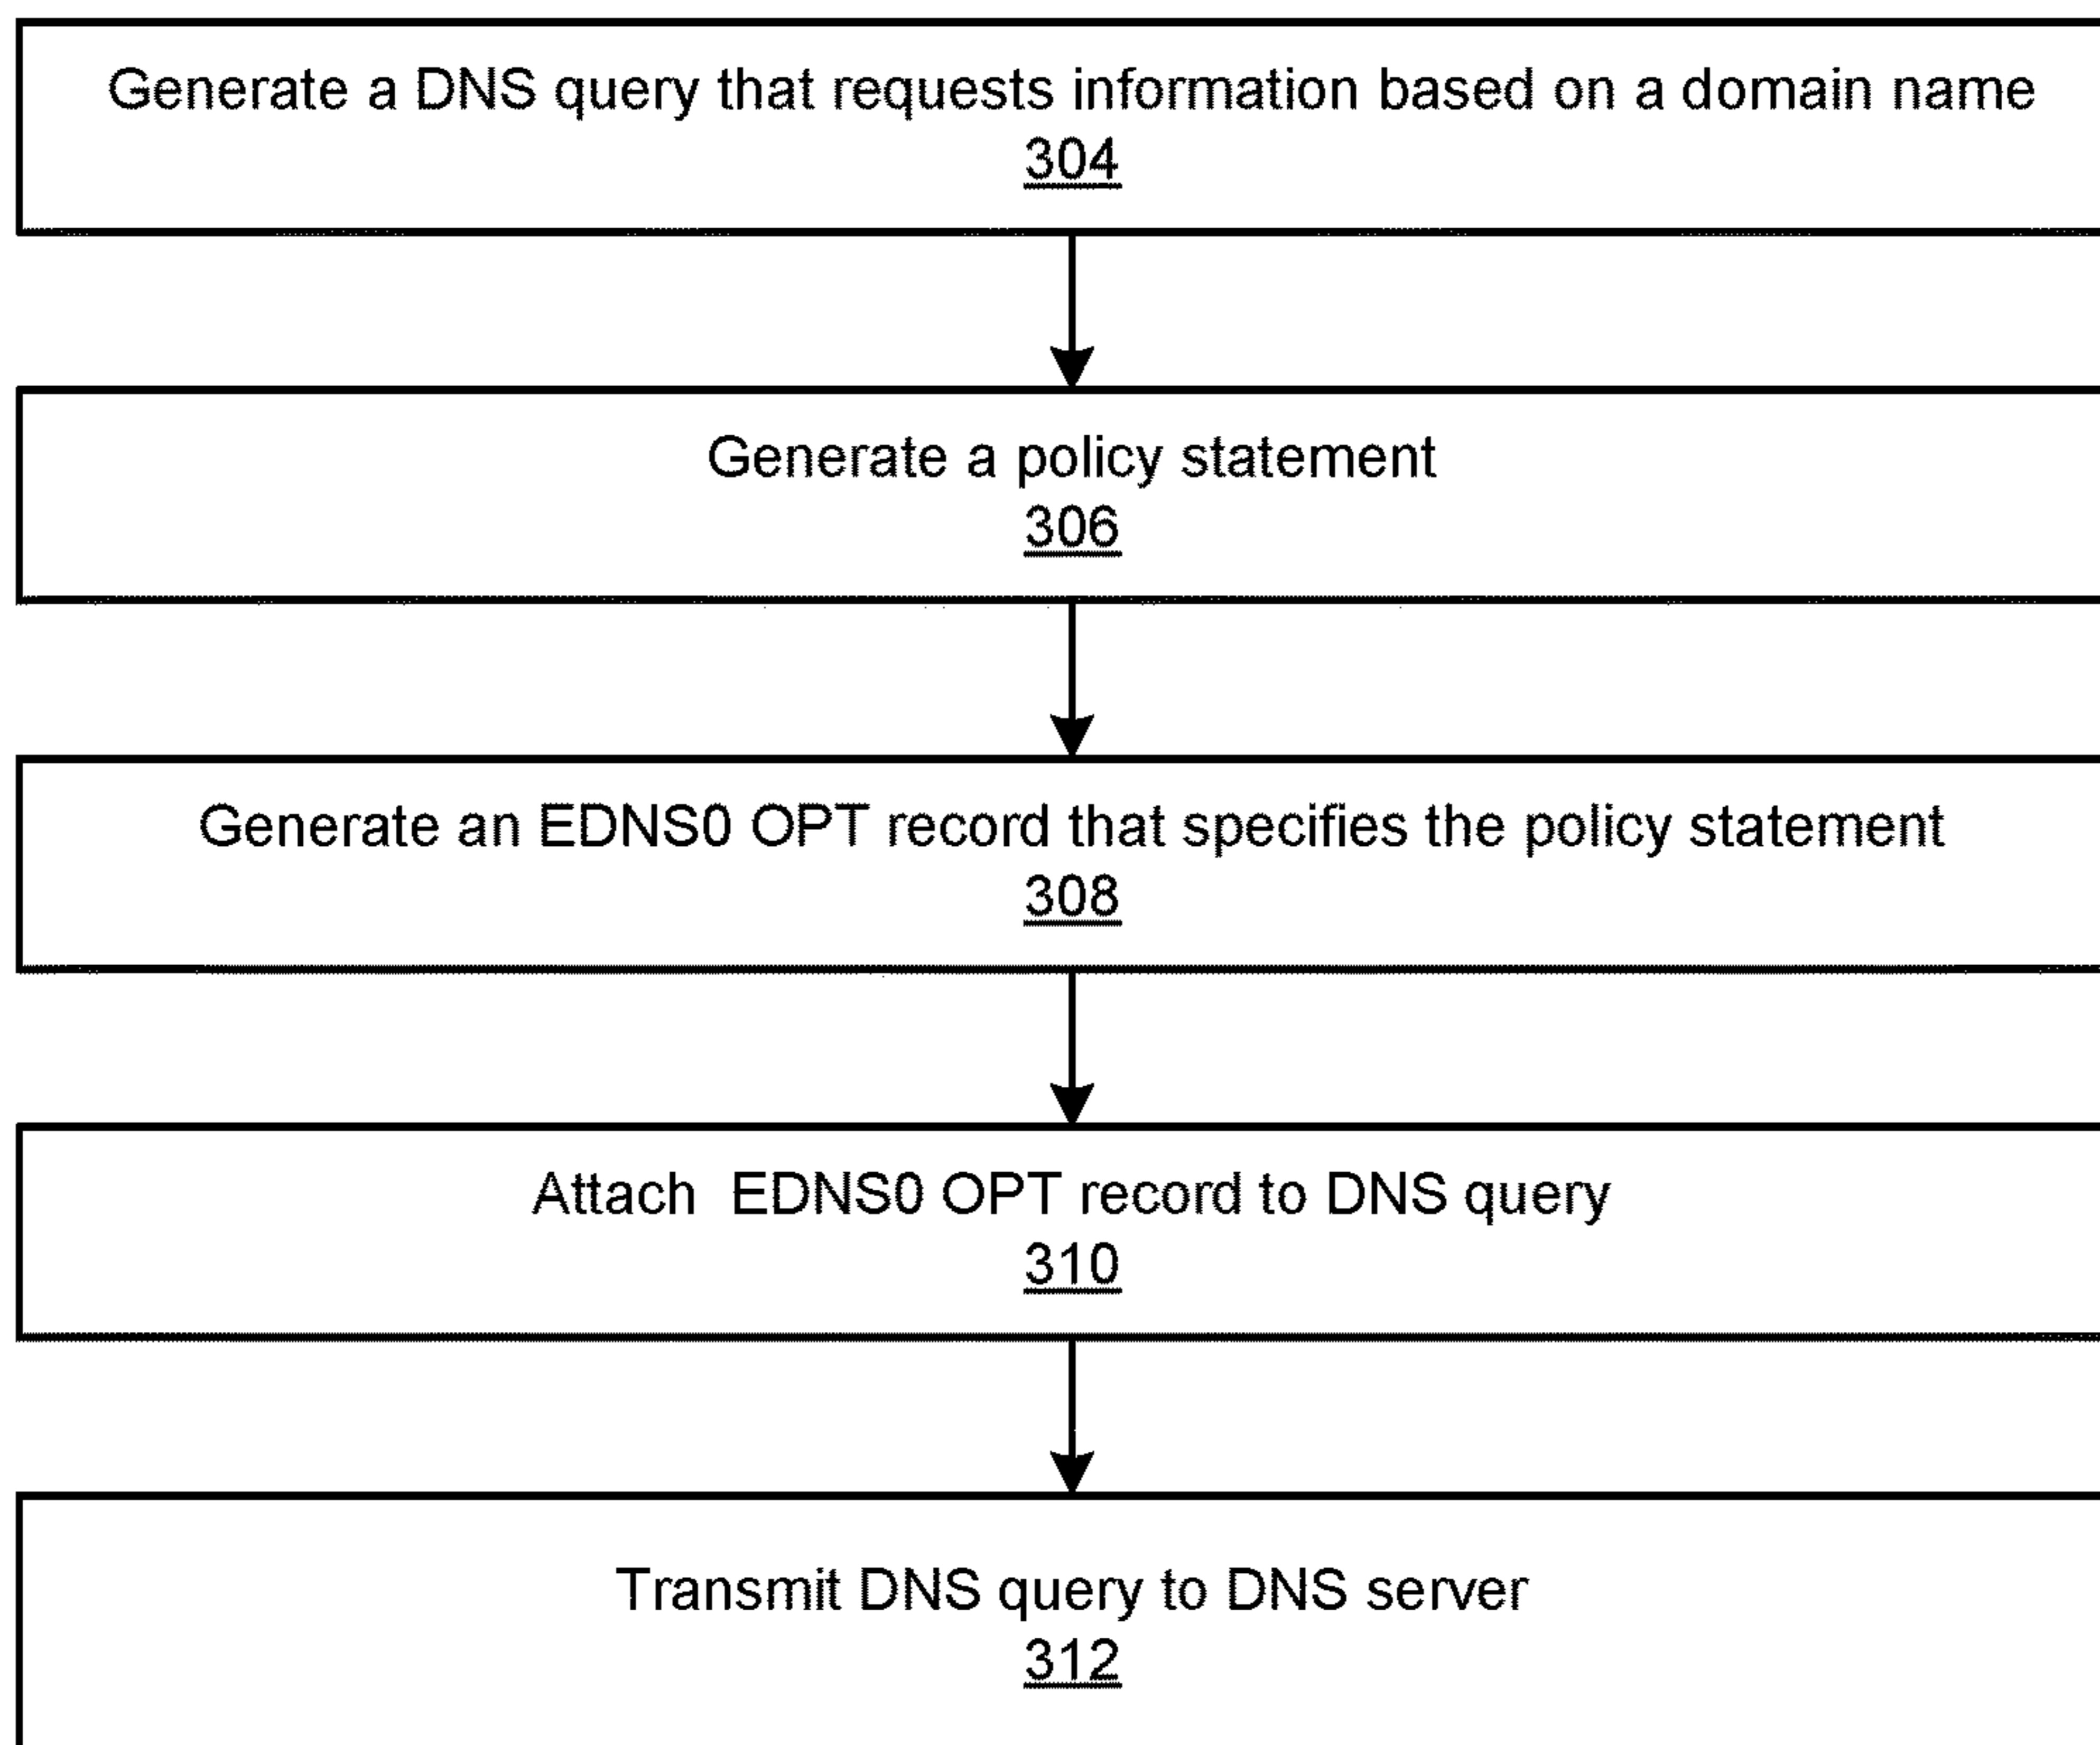 Generate a DNS query that requests information based on a domain name
304
Generate a policy statement
306
Generate an EDNS0 OPT record that specifies the policy statement
308
Attach EDNS0 OPT record to DNS query
310
Transmit DNS query to DNS server
312